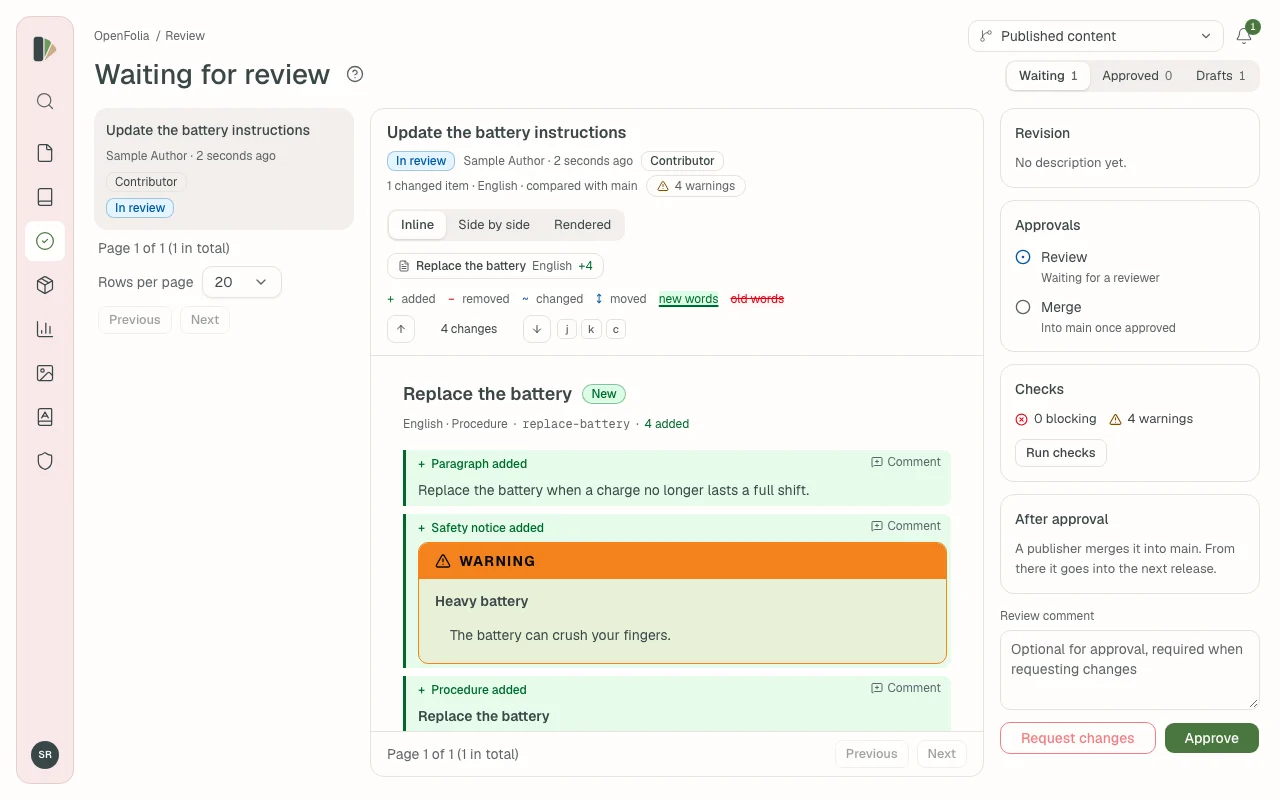 OpenFolia / Review
Published content
1
Waiting for review
Waiting 1
Approved 0
Drafts 1
Update the battery instructions
Sample Author · 2 seconds ago
Contributor
In review
Page 1 of 1 (1 in total)
Rows per page 20
Previous Next
Update the battery instructions
In review Sample Author · 2 seconds ago Contributor
1 changed item · English · compared with main 4 warnings
Inline Side by side Rendered
Replace the battery English +4
+ added − removed ~ changed ↕ moved new words old words
↑ 4 changes ↓ j k c
Replace the battery New
English · Procedure · replace-battery · 4 added
+ Paragraph added Comment
Replace the battery when a charge no longer lasts a full shift.
+ Safety notice added Comment
WARNING
Heavy battery
The battery can crush your fingers.
+ Procedure added Comment
Replace the battery
Page 1 of 1 (1 in total) Previous Next
Revision
No description yet.
Approvals
Review
Waiting for a reviewer
Merge
Into main once approved
Checks
0 blocking 4 warnings
Run checks
After approval
A publisher merges it into main. From
there it goes into the next release.
Review comment
Optional for approval, required when
requesting changes
Request changes Approve
SR